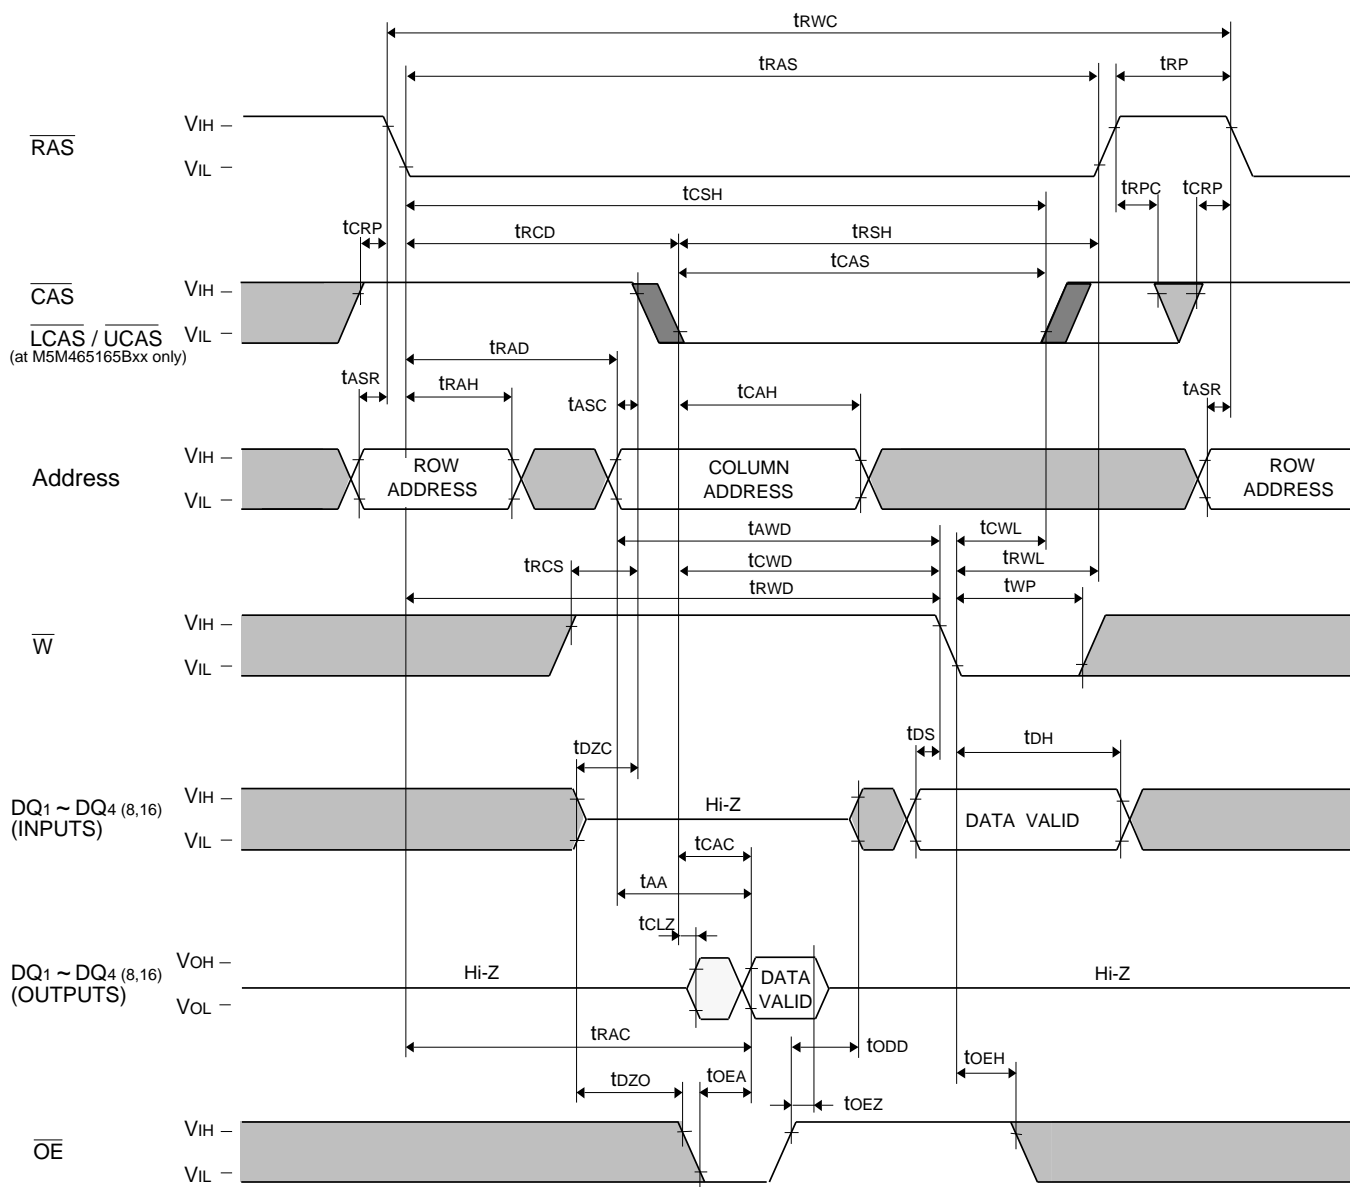 tRWC
tRAS
tRP
RAS
VIH
VIL
tCSH
tRPC
tCRP
tCRP
tRCD
tRSH
tCAS
CAS
VIH
LCAS / UCAS
VIL
(at M5M465165Bxx only)
tRAD
tASR
tRAH
tASC
tCAH
tASR
Address
VIH
VIL
ROW
ADDRESS
COLUMN
ADDRESS
ROW
ADDRESS
tAWD
tCWL
tRCS
tCWD
tRWL
tRWD
tWP
W
VIH
VIL
tDZC
tDS
tDH
DQ1 ~ DQ4 (8,16)
(INPUTS)
VIH
VIL
Hi-Z
DATA VALID
tCAC
tAA
tCLZ
DQ1 ~ DQ4 (8,16)
(OUTPUTS)
VOH
VOL
Hi-Z
DATA
VALID
Hi-Z
tRAC
tODD
tOEH
tDZO
tOEA
tOEZ
OE
VIH
VIL